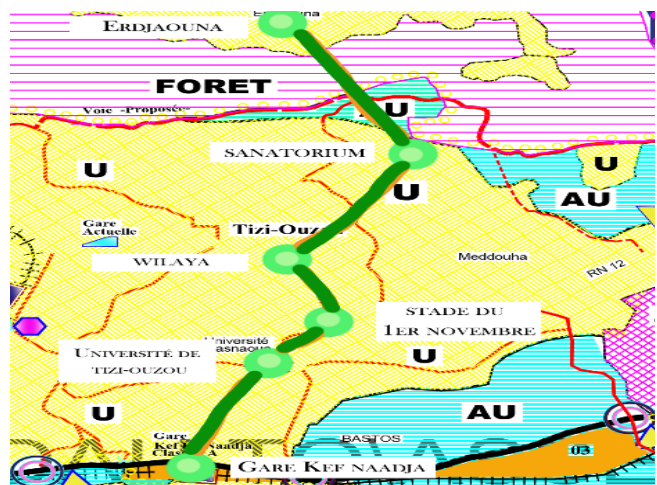 ERDJAOUNA
FORET
Voie -Proposée-
AU
SANATORIUM
U
U
U
AU
Gare
Actuelle
Tizi-Ouzou
WILAYA
Meddouha
RN 12
STADE DU
1ER NOVEMBRE
Université
UNIVERSITÉ DE
TIZI-OUZOU
U
U
AU
Gare
BASTOS
03
GARE KEF NAADJA